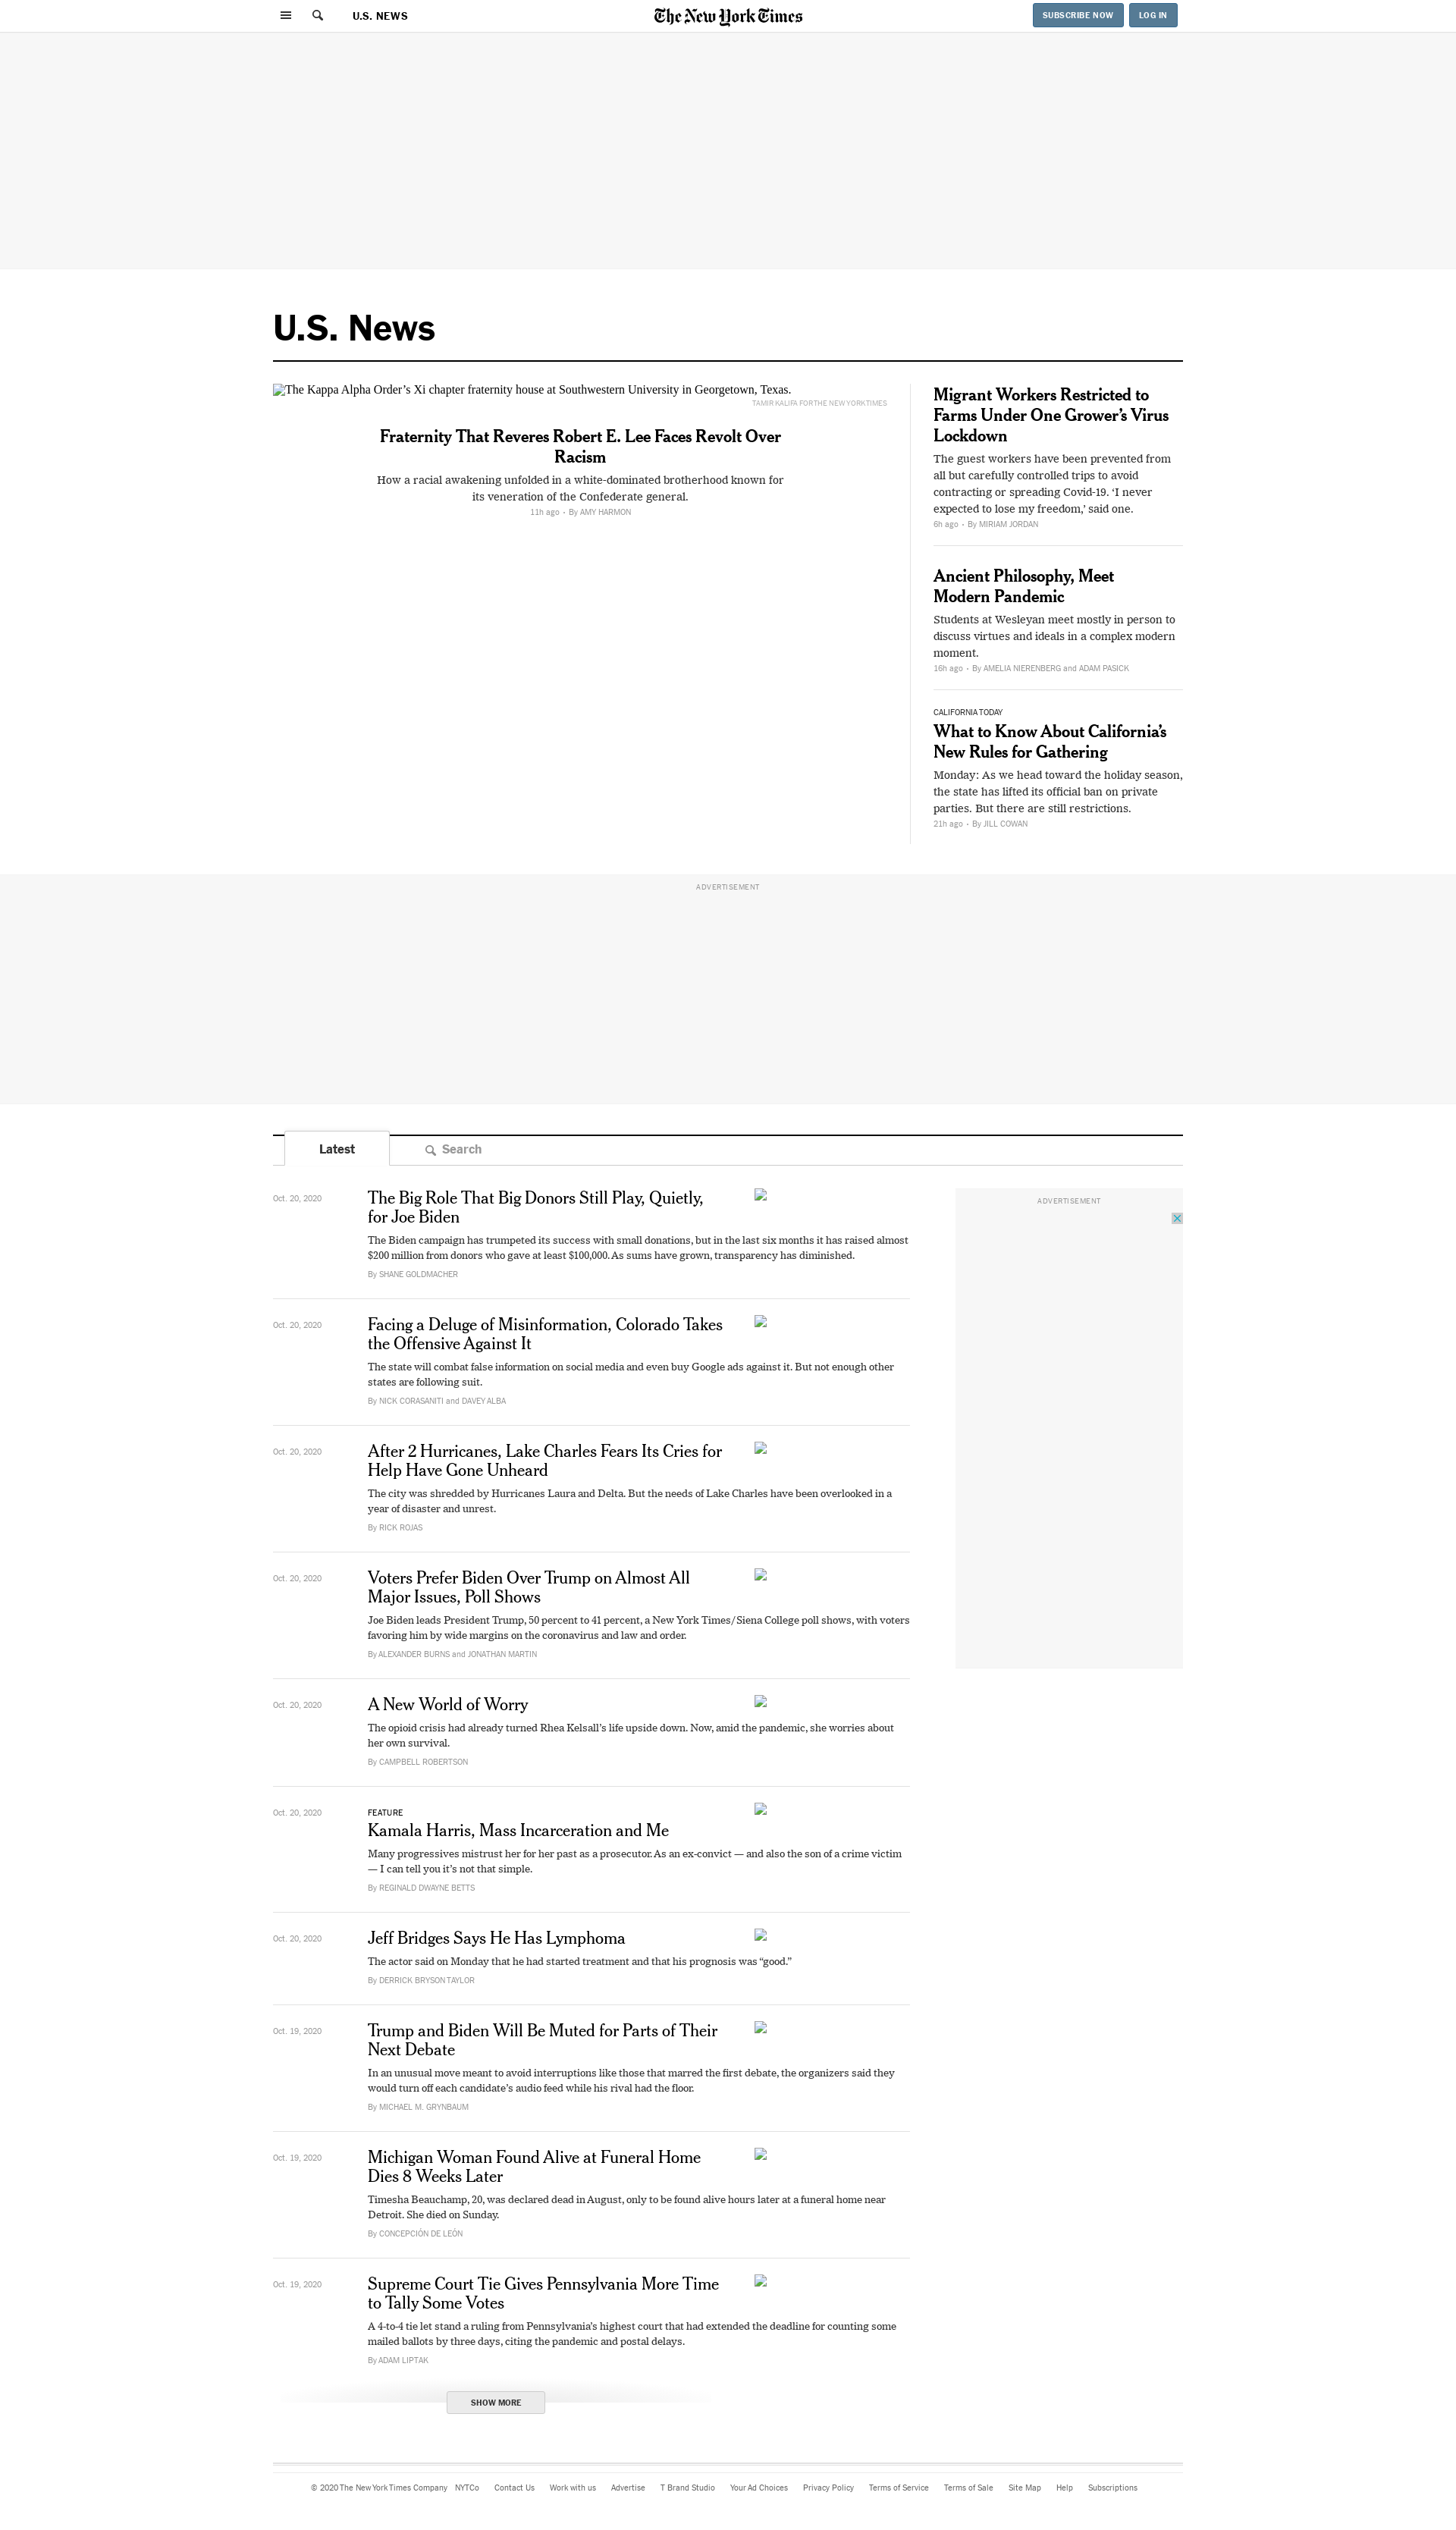 U.S. NEWS
The New York Times
SUBSCRIBE NOW
LOG IN
U.S. News
The Kappa Alpha Order’s Xi chapter fraternity house at Southwestern University in Georgetown, Texas.
TAMIR KALIFA FOR THE NEW YORK TIMES
Fraternity That Reveres Robert E. Lee Faces Revolt Over
Racism
How a racial awakening unfolded in a white-dominated brotherhood known for
its veneration of the Confederate general.
11h ago • By AMY HARMON
Migrant Workers Restricted to
Farms Under One Grower’s Virus
Lockdown
The guest workers have been prevented from
all but carefully controlled trips to avoid
contracting or spreading Covid-19. ‘I never
expected to lose my freedom,’ said one.
6h ago • By MIRIAM JORDAN
Ancient Philosophy, Meet
Modern Pandemic
Students at Wesleyan meet mostly in person to
discuss virtues and ideals in a complex modern
moment.
16h ago • By AMELIA NIERENBERG and ADAM PASICK
CALIFORNIA TODAY
What to Know About California’s
New Rules for Gathering
Monday: As we head toward the holiday season,
the state has lifted its official ban on private
parties. But there are still restrictions.
21h ago • By JILL COWAN
ADVERTISEMENT
Latest
Search
ADVERTISEMENT
Oct. 20, 2020
The Big Role That Big Donors Still Play, Quietly,
for Joe Biden
The Biden campaign has trumpeted its success with small donations, but in the last six months it has raised almost
$200 million from donors who gave at least $100,000. As sums have grown, transparency has diminished.
By SHANE GOLDMACHER
Oct. 20, 2020
Facing a Deluge of Misinformation, Colorado Takes
the Offensive Against It
The state will combat false information on social media and even buy Google ads against it. But not enough other
states are following suit.
By NICK CORASANITI and DAVEY ALBA
Oct. 20, 2020
After 2 Hurricanes, Lake Charles Fears Its Cries for
Help Have Gone Unheard
The city was shredded by Hurricanes Laura and Delta. But the needs of Lake Charles have been overlooked in a
year of disaster and unrest.
By RICK ROJAS
Oct. 20, 2020
Voters Prefer Biden Over Trump on Almost All
Major Issues, Poll Shows
Joe Biden leads President Trump, 50 percent to 41 percent, a New York Times/Siena College poll shows, with voters
favoring him by wide margins on the coronavirus and law and order.
By ALEXANDER BURNS and JONATHAN MARTIN
Oct. 20, 2020
A New World of Worry
The opioid crisis had already turned Rhea Kelsall’s life upside down. Now, amid the pandemic, she worries about
her own survival.
By CAMPBELL ROBERTSON
Oct. 20, 2020
FEATURE
Kamala Harris, Mass Incarceration and Me
Many progressives mistrust her for her past as a prosecutor. As an ex-convict — and also the son of a crime victim
— I can tell you it’s not that simple.
By REGINALD DWAYNE BETTS
Oct. 20, 2020
Jeff Bridges Says He Has Lymphoma
The actor said on Monday that he had started treatment and that his prognosis was “good.”
By DERRICK BRYSON TAYLOR
Oct. 19, 2020
Trump and Biden Will Be Muted for Parts of Their
Next Debate
In an unusual move meant to avoid interruptions like those that marred the first debate, the organizers said they
would turn off each candidate’s audio feed while his rival had the floor.
By MICHAEL M. GRYNBAUM
Oct. 19, 2020
Michigan Woman Found Alive at Funeral Home
Dies 8 Weeks Later
Timesha Beauchamp, 20, was declared dead in August, only to be found alive hours later at a funeral home near
Detroit. She died on Sunday.
By CONCEPCIÓN DE LEÓN
Oct. 19, 2020
Supreme Court Tie Gives Pennsylvania More Time
to Tally Some Votes
A 4-to-4 tie let stand a ruling from Pennsylvania’s highest court that had extended the deadline for counting some
mailed ballots by three days, citing the pandemic and postal delays.
By ADAM LIPTAK
SHOW MORE
© 2020 The New York Times Company NYTCo Contact Us Work with us Advertise T Brand Studio Your Ad Choices Privacy Policy Terms of Service Terms of Sale Site Map Help Subscriptions